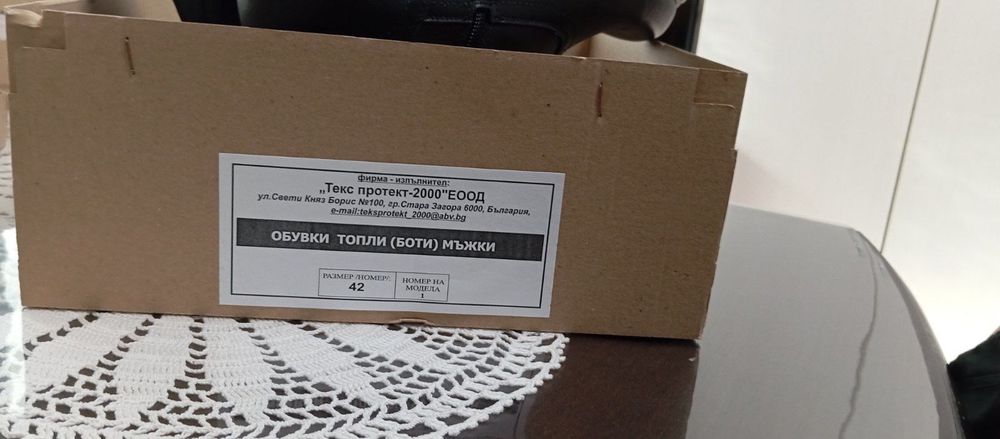 фирма - изпълнител:
„Текс протект-2000"ЕООД
ул.Свети Княз Борис №100, гр.Стара Загора 6000, България,
e-mail:teksprotekt_2000@abv.bg
ОБУВКИ ТОПЛИ (БОТИ) МЪЖКИ
РАЗМЕР /НОМЕР/:
42
НОМЕР НА
МОДЕЛА
1